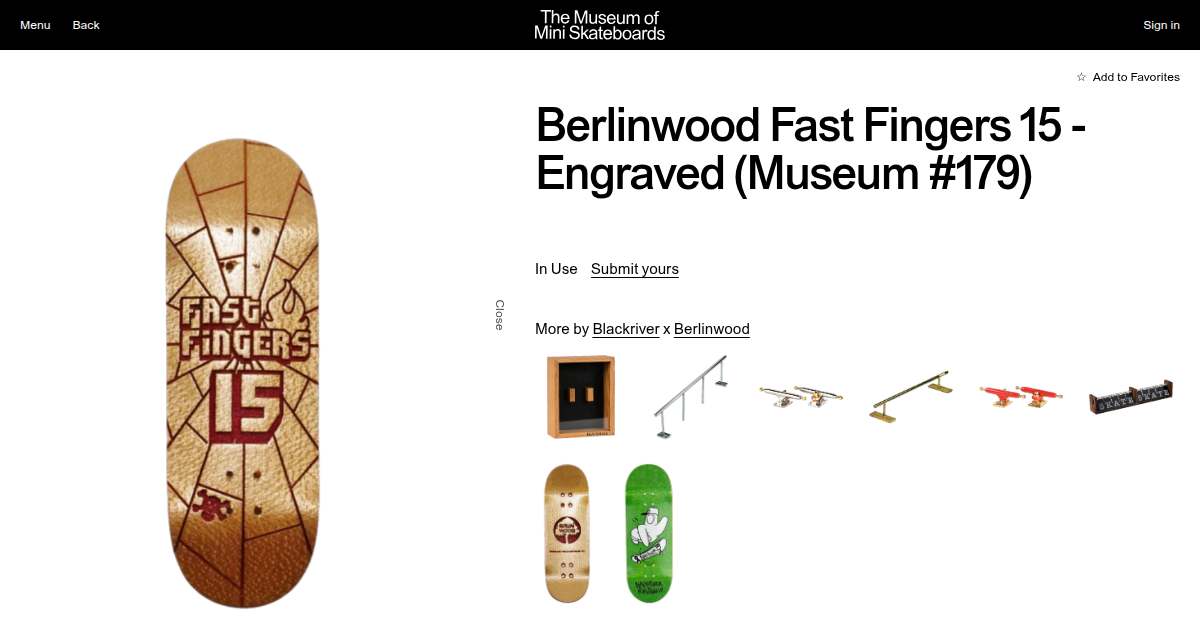 Menu
Back
The Museum of
Mini Skateboards
Sign in
☆ Add to Favorites
Berlinwood Fast Fingers 15 -
Engraved (Museum #179)
FAST
FINGERS
15
Close
In Use
Submit yours
More by Blackriver x Berlinwood